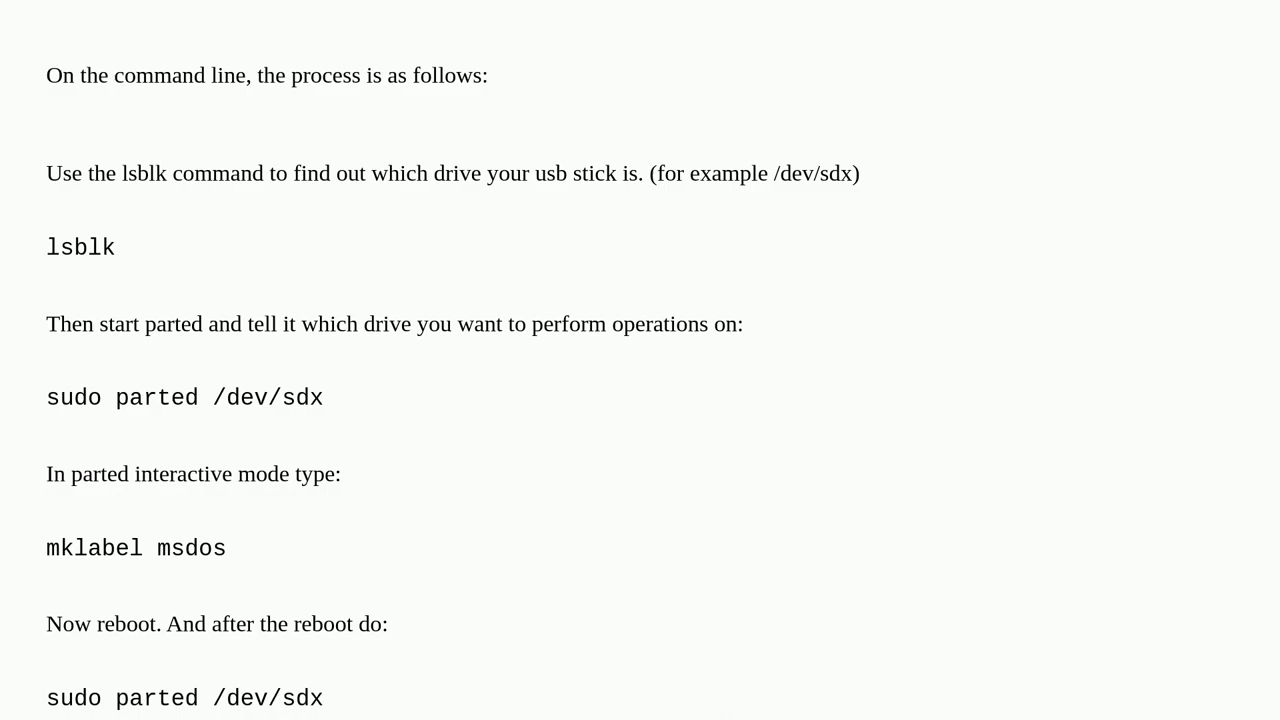 On the command line, the process is as follows:
Use the lsblk command to find out which drive your usb stick is. (for example /dev/sdx)
lsblk
Then start parted and tell it which drive you want to perform operations on:
sudo parted /dev/sdx
In parted interactive mode type:
mklabel msdos
Now reboot. And after the reboot do:
sudo parted /dev/sdx